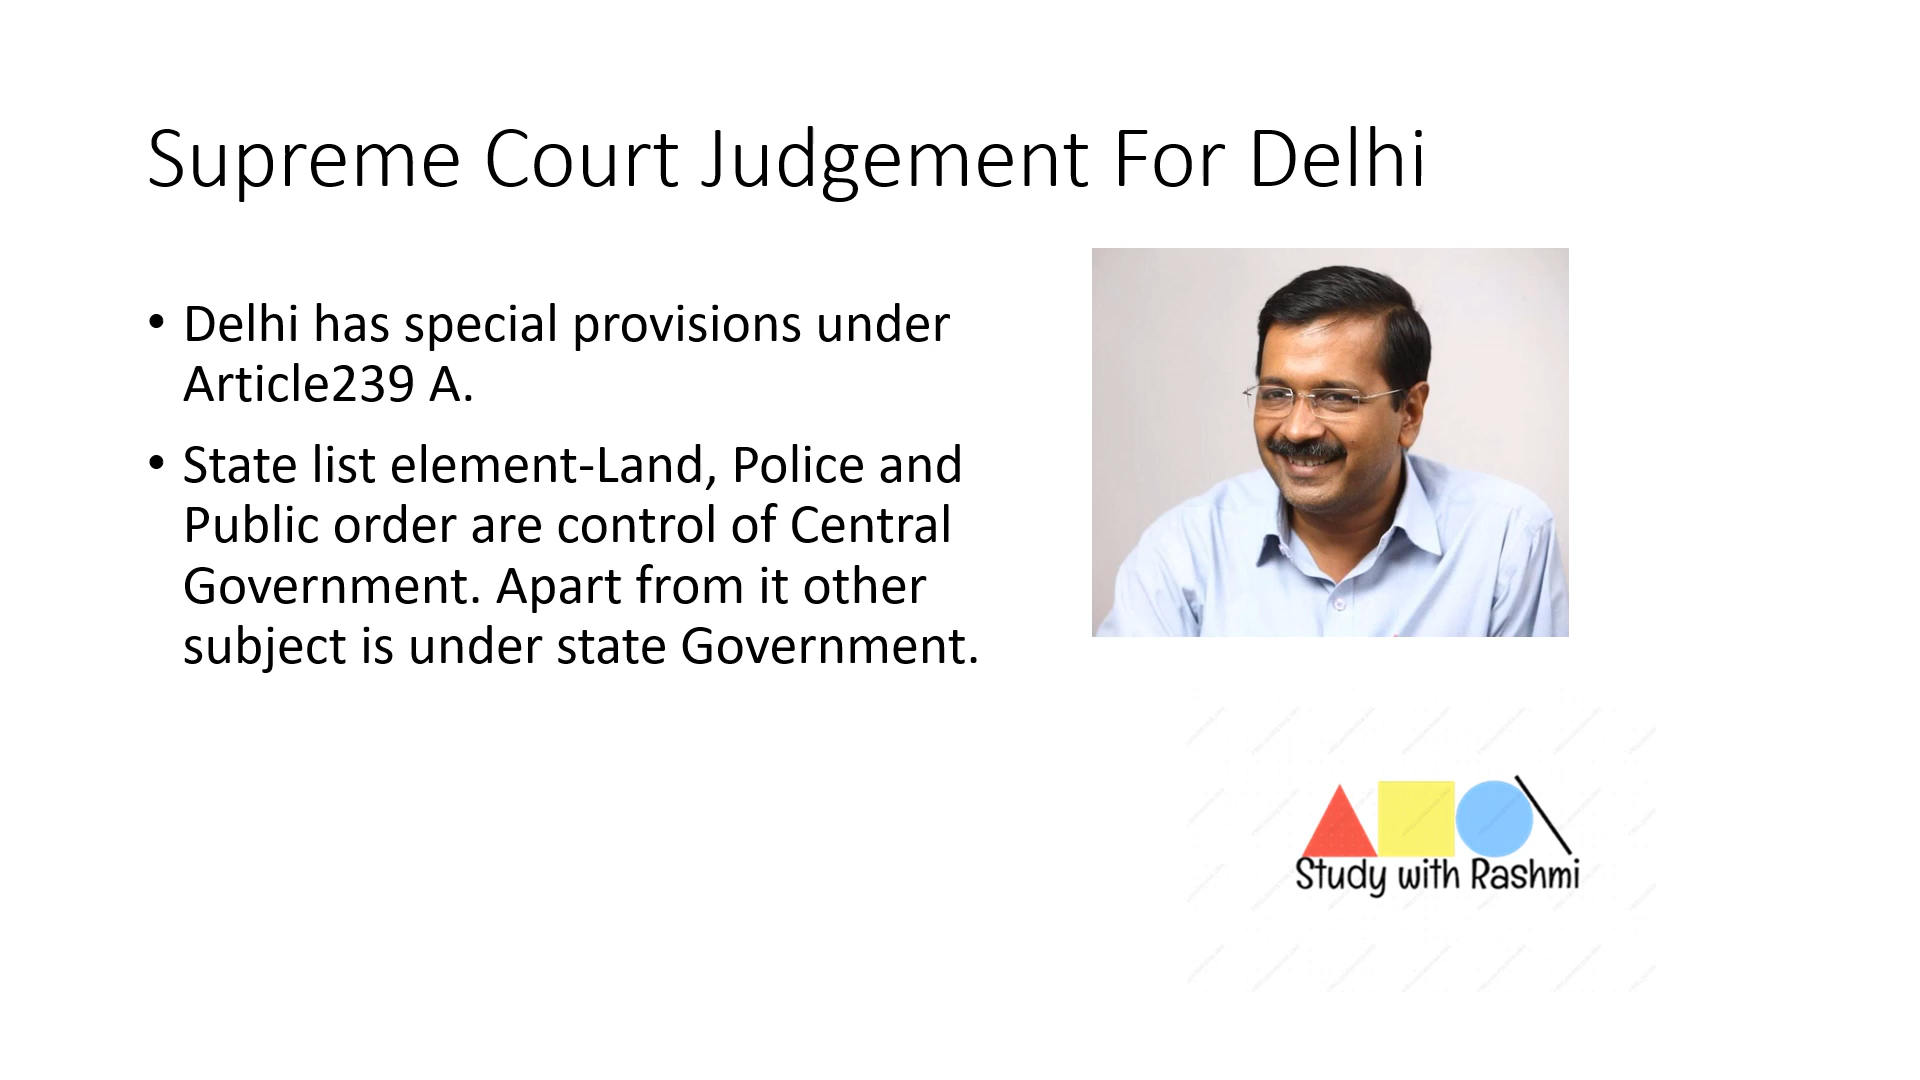 Supreme Court Judgement For Delhi
• Delhi has special provisions under
Article239 A.
• State list element-Land, Police and
Public order are control of Central
Government. Apart from it other
subject is under state Government.
Study with Rashmi